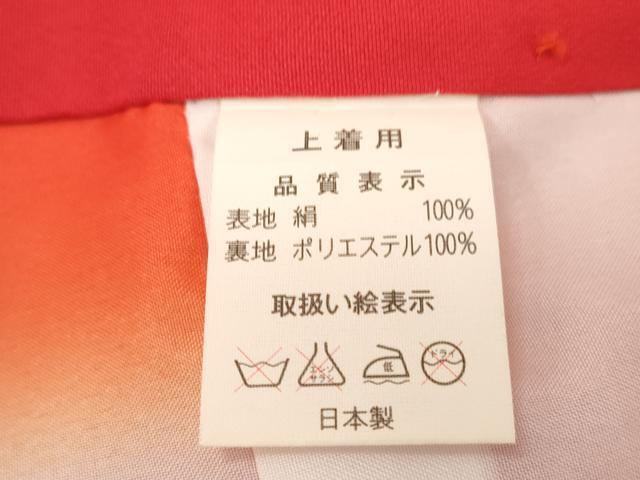 上着用
品質表示
表地 絹 100%
裏地 ポリエステル100%
取扱い絵表示
エンソ サラシ 低 ドライ
日本製